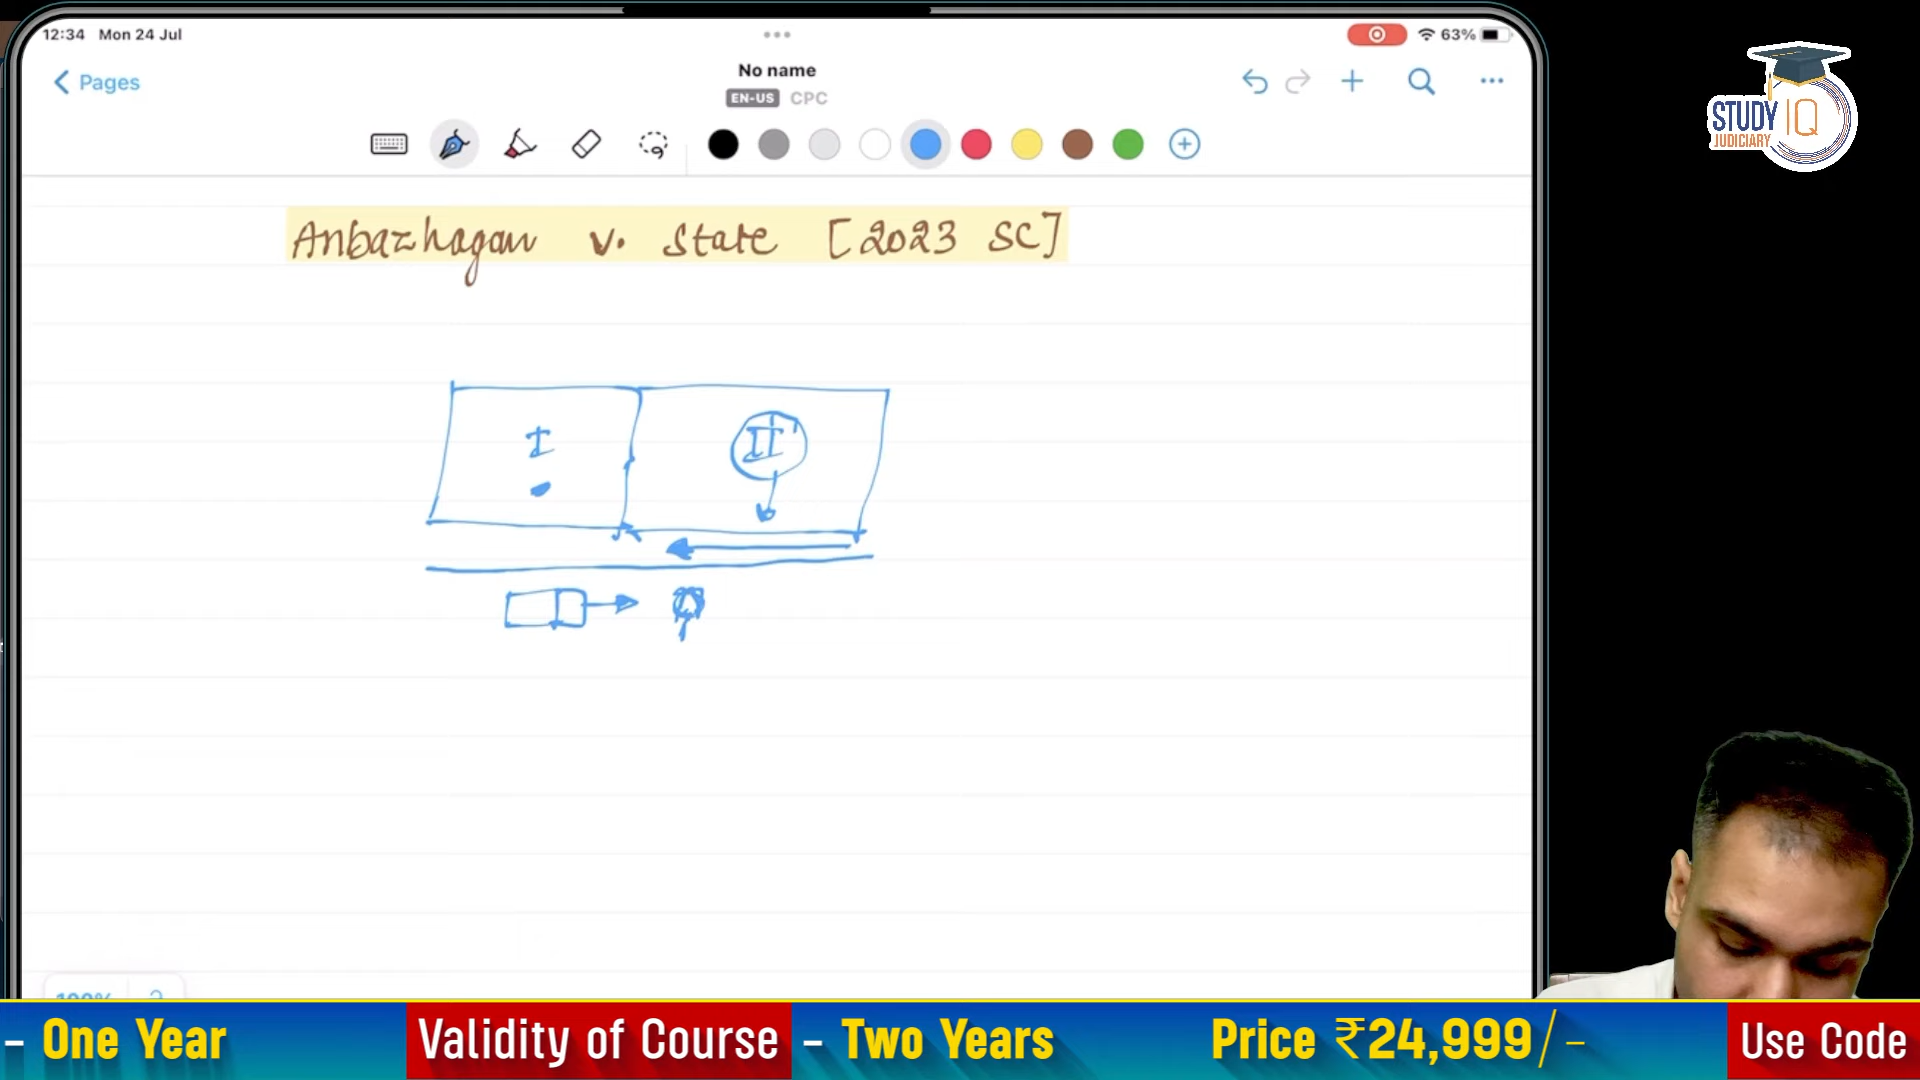 12:34 Mon 24 Jul
63%
Pages
No name
EN-US CPC
STUDY IQ
JUDICIARY
Anbazhagan v. State [2023 SC]
I
II
100%
- One Year
Validity of Course
- Two Years
Price ₹24,999/-
Use Code